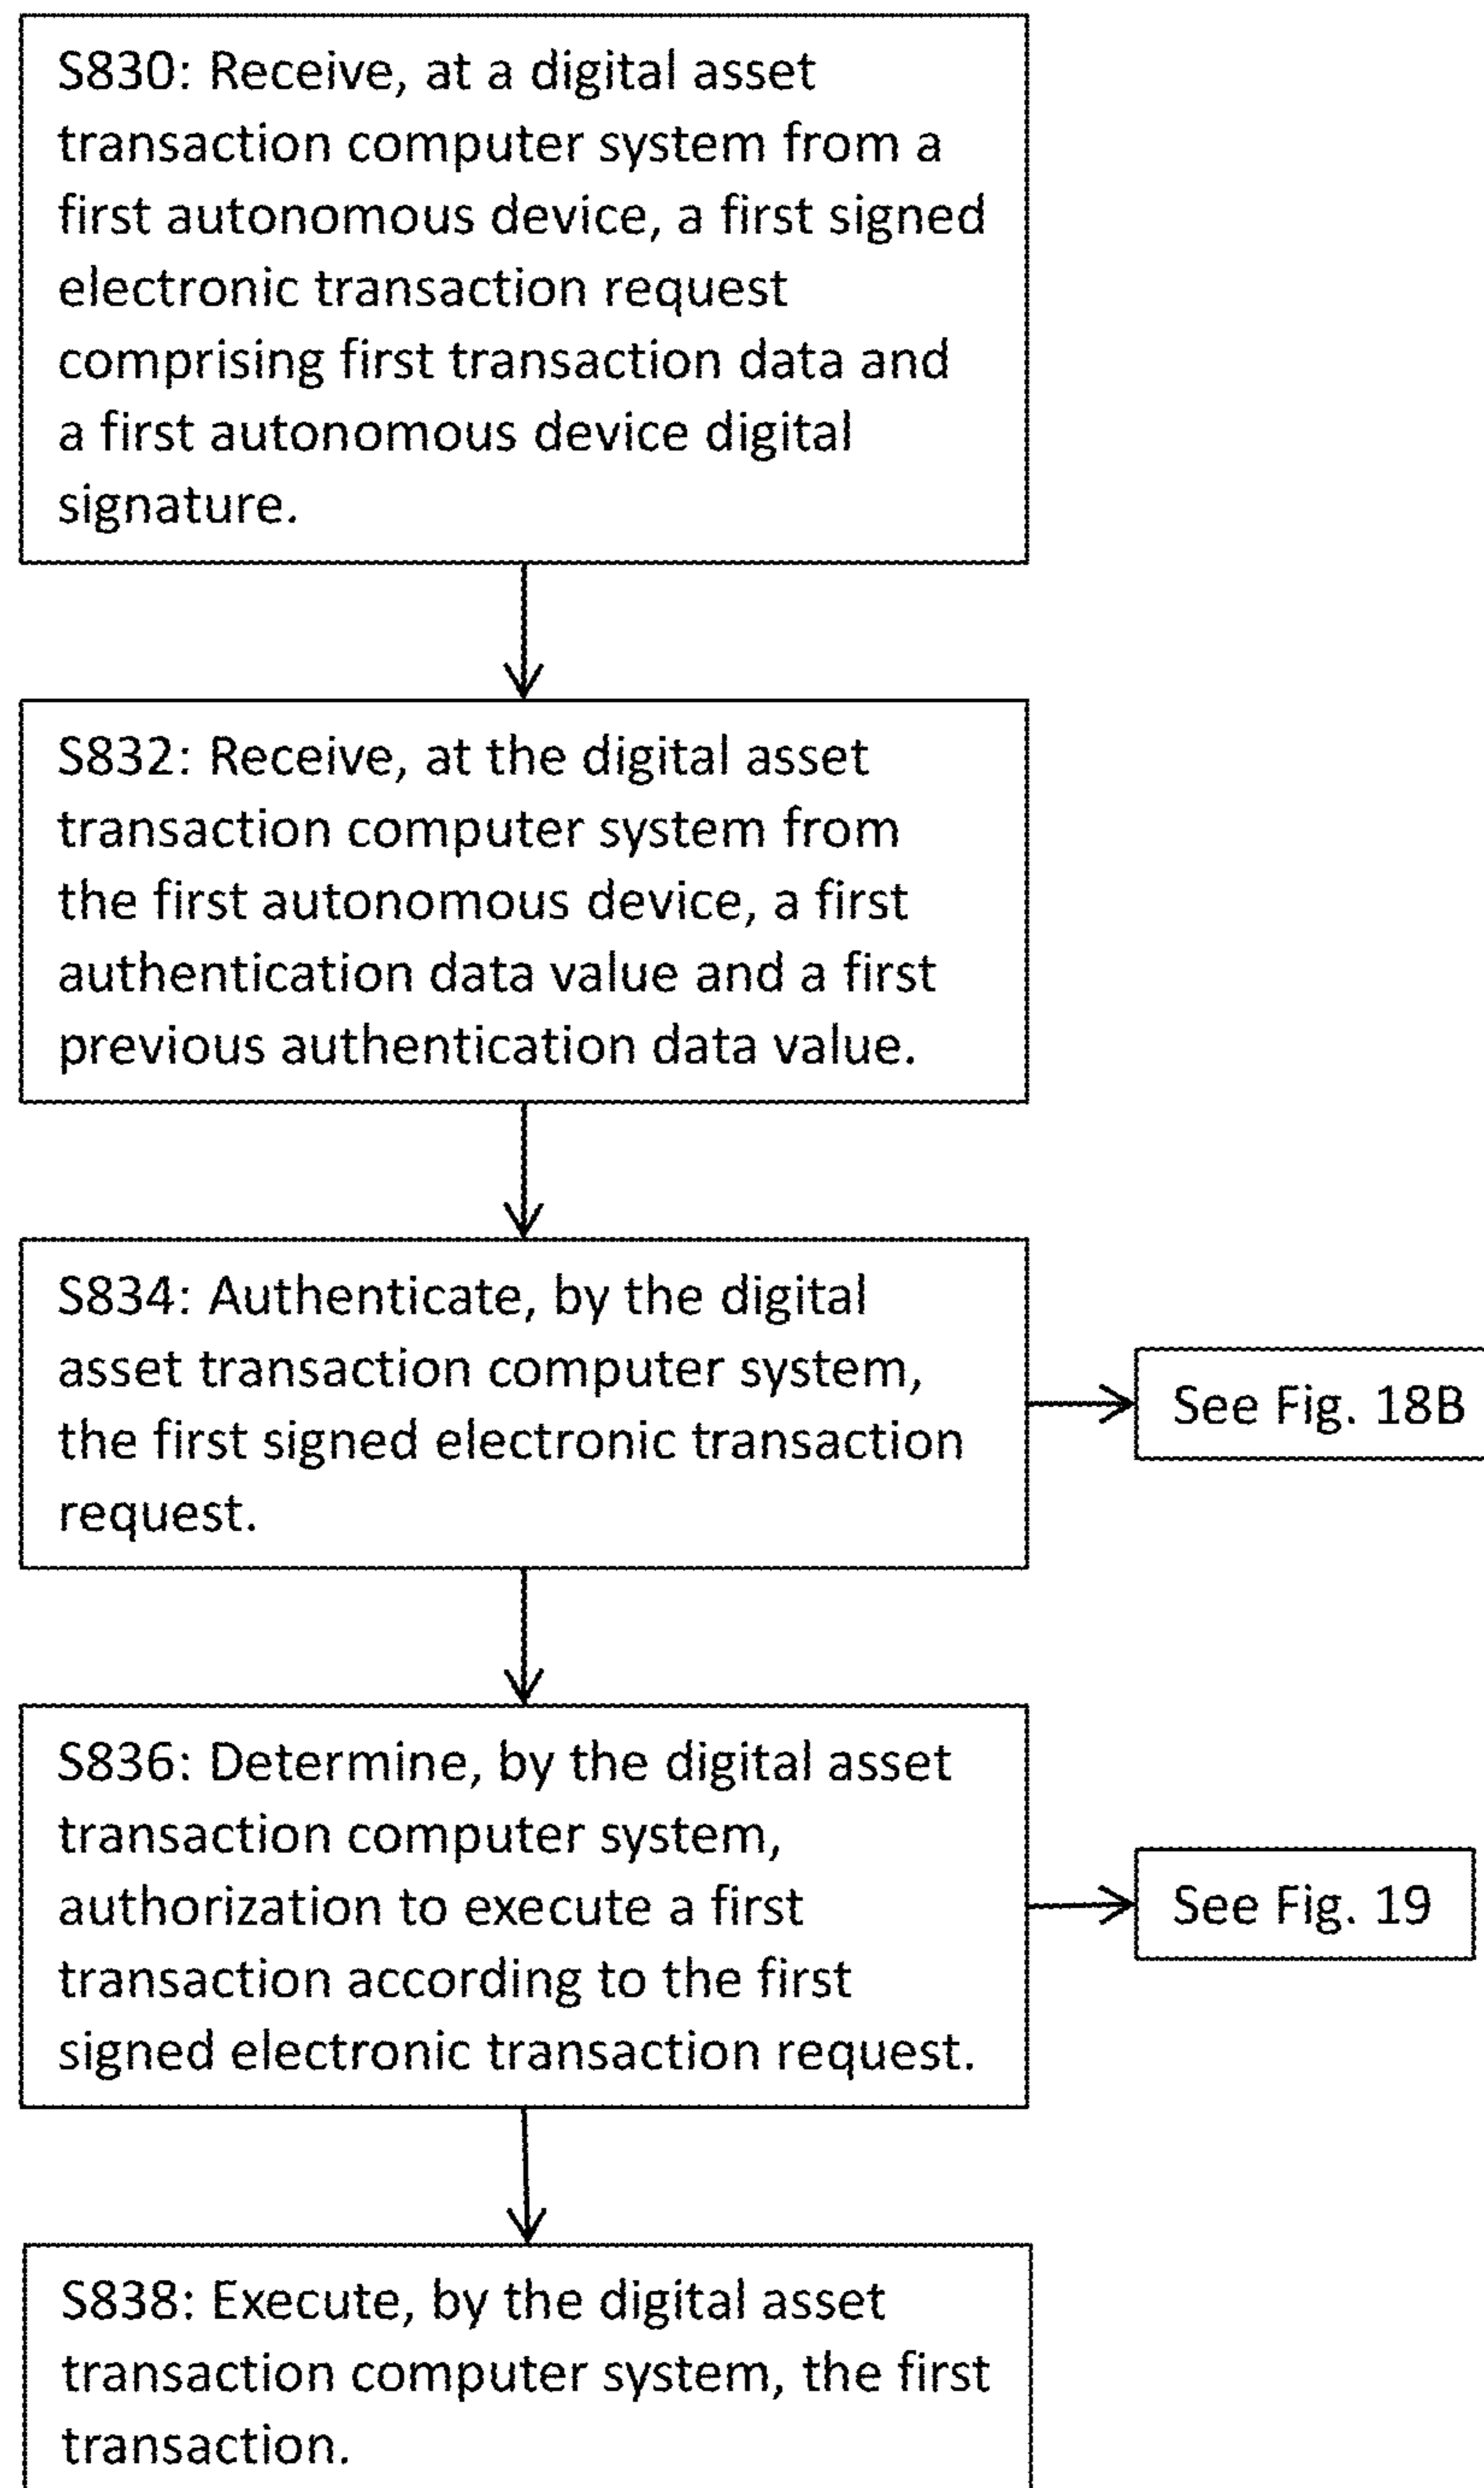 S830: Receive, at a digital asset
transaction computer system from a
first autonomous device, a first signed
electronic transaction request
comprising first transaction data and
a first autonomous device digital
signature.
S832: Receive, at the digital asset
transaction computer system from
the first autonomous device, a first
authentication data value and a first
previous authentication data value.
S834: Authenticate, by the digital
asset transaction computer system,
the first signed electronic transaction
request.
See Fig. 18B
S836: Determine, by the digital asset
transaction computer system,
authorization to execute a first
transaction according to the first
signed electronic transaction request.
See Fig. 19
S838: Execute, by the digital asset
transaction computer system, the first
transaction.